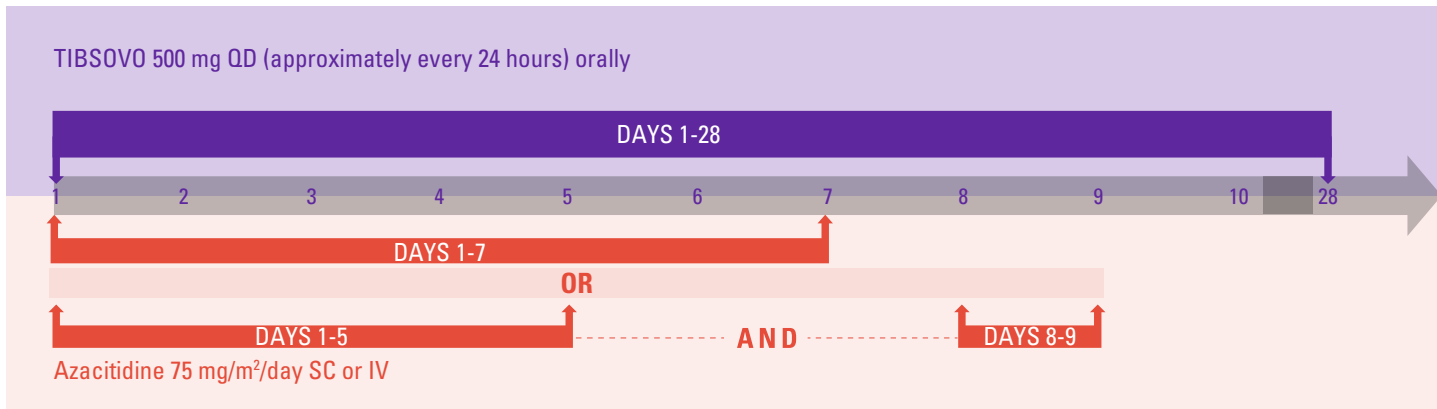 TIBSOVO 500 mg QD (approximately every 24 hours) orally
DAYS 1-28
1 2 3 4 5 6 7 8 9 10 28
DAYS 1-7
OR
DAYS 1-5 AND DAYS 8-9
Azacitidine 75 mg/m²/day SC or IV